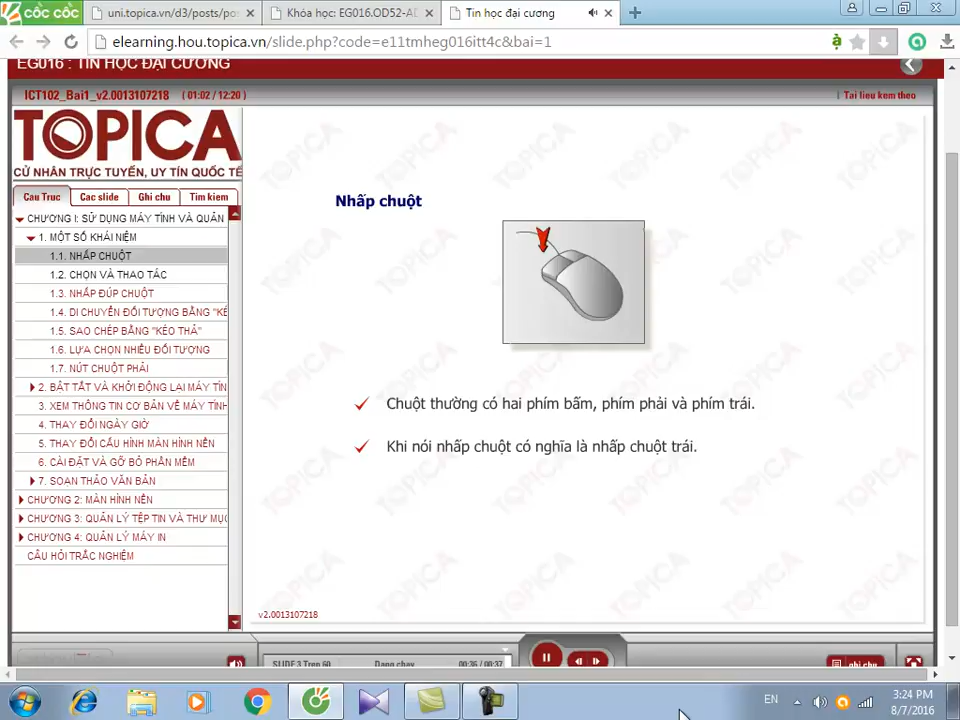 CỐC CỐC
uni.topica.vn/d3/posts/po
Khóa học: EG016.OD52-AD
Tin học đại cương
elearning.hou.topica.vn/slide.php?code=e11tmheg016itt4c&bai=1
EG016 : TIN HỌC ĐẠI CƯƠNG
ICT102_Bai1_v2.0013107218 ( 01:02 / 12:20 )
Tai lieu kem theo
TOPICA
CỬ NHÂN TRỰC TUYẾN, UY TÍN QUỐC TẾ
Cau Truc Cac slide Ghi chu Tim kiem
CHƯƠNG I: SỬ DỤNG MÁY TÍNH VÀ QUẢN
1. MỘT SỐ KHÁI NIỆM
1.1. NHẤP CHUỘT
1.2. CHỌN VÀ THAO TÁC
1.3. NHẤP ĐÚP CHUỘT
1.4. DI CHUYỂN ĐỐI TƯỢNG BẰNG "KÉ
1.5. SAO CHÉP BẰNG "KÉO THẢ"
1.6. LỰA CHỌN NHIỀU ĐỐI TƯỢNG
1.7. NÚT CHUỘT PHẢI
2. BẬT TẮT VÀ KHỞI ĐỘNG LẠI MÁY TÍN
3. XEM THÔNG TIN CƠ BẢN VỀ MÁY TÍNH
4. THAY ĐỔI NGÀY GIỜ
5. THAY ĐỔI CẤU HÌNH MÀN HÌNH NỀN
6. CÀI ĐẶT VÀ GỠ BỎ PHẦN MỀM
7. SOẠN THẢO VĂN BẢN
CHƯƠNG 2: MÀN HÌNH NỀN
CHƯƠNG 3: QUẢN LÝ TỆP TIN VÀ THƯ MỤC
CHƯƠNG 4: QUẢN LÝ MÁY IN
CÂU HỎI TRẮC NGHIỆM
Nhấp chuột
Chuột thường có hai phím bấm, phím phải và phím trái.
Khi nói nhấp chuột có nghĩa là nhấp chuột trái.
v2.0013107218
SLIDE 3 Tren 60 Dang chay 00:36 / 00:37
ghi chu
EN
3:24 PM
8/7/2016